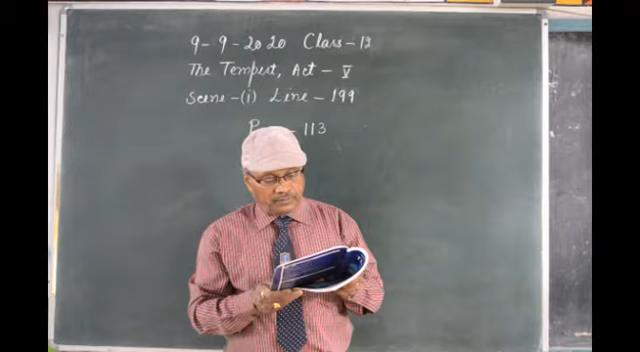 9-9-2020 Class-12
The Tempest, Act - V
Scene-(i) Line - 199
- 113